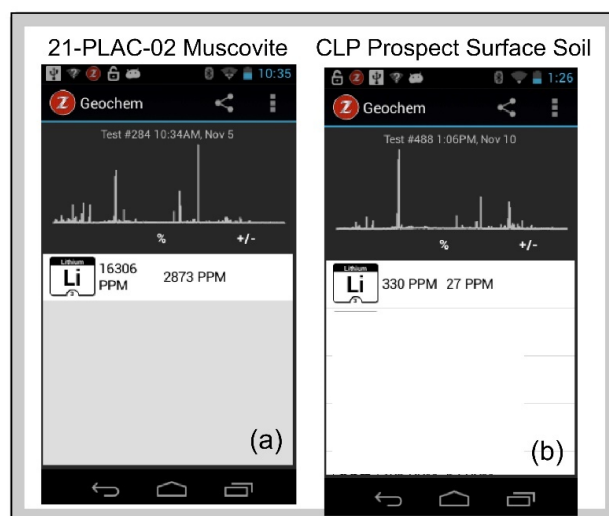 21-PLAC-02 Muscovite
10:35
Z Geochem
Test #284 10:34AM, Nov 5
% +/-
Lithium
Li
3
16306
PPM
2873 PPM
(a)
CLP Prospect Surface Soil
1:26
Z Geochem
Test #488 1:06PM, Nov 10
% +/-
Lithium
Li
3
330 PPM 27 PPM
(b)